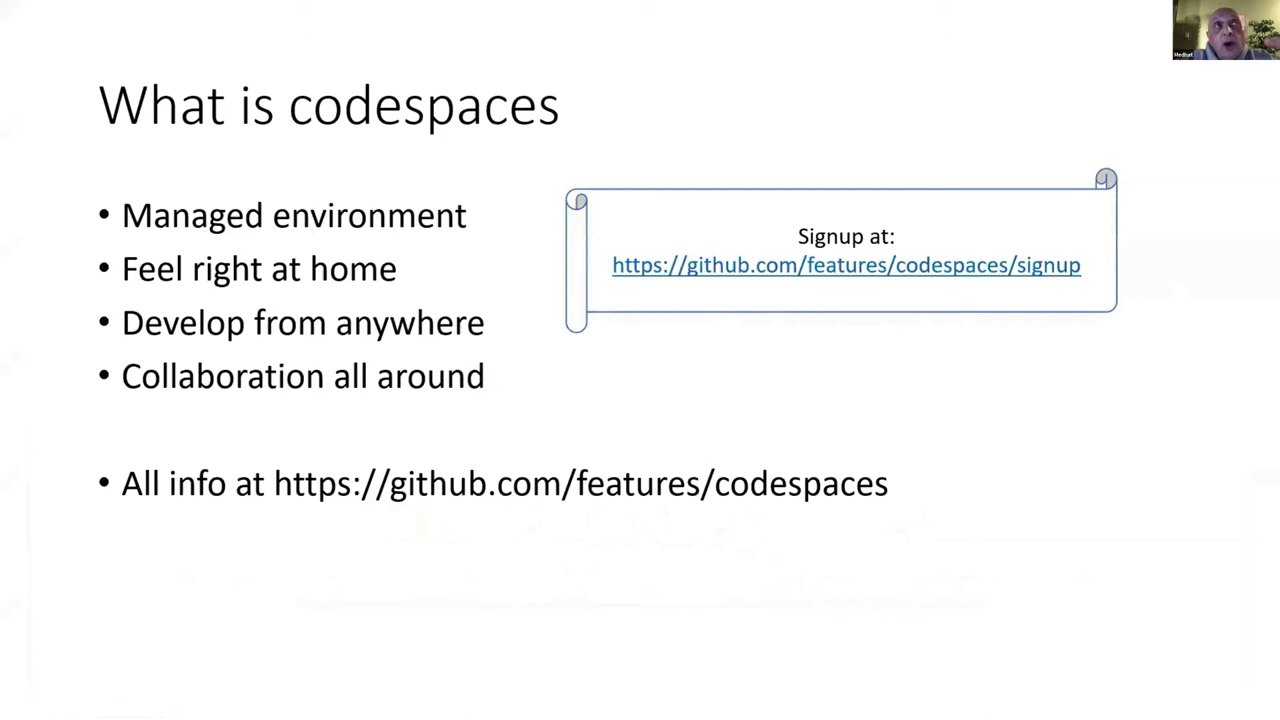 Medhat
What is codespaces
• Managed environment
• Feel right at home
• Develop from anywhere
• Collaboration all around
Signup at:
https://github.com/features/codespaces/signup
• All info at https://github.com/features/codespaces